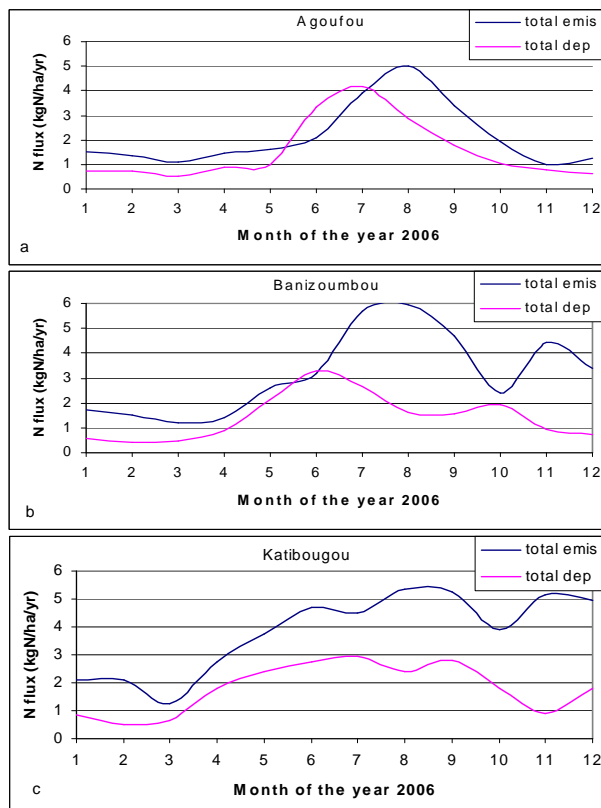 Agoufou
total emis
total dep
N flux (kgN/ha/yr)
6
5
4
3
2
1
0
1 2 3 4 5 6 7 8 9 10 11 12
Month of the year 2006
a
Banizoumbou
total emis
total dep
N flux (kgN/ha/yr)
6
5
4
3
2
1
0
1 2 3 4 5 6 7 8 9 10 11 12
Month of the year 2006
b
Katibougou
total emis
total dep
N flux (kgN/ha/yr)
6
5
4
3
2
1
0
1 2 3 4 5 6 7 8 9 10 11 12
Month of the year 2006
c